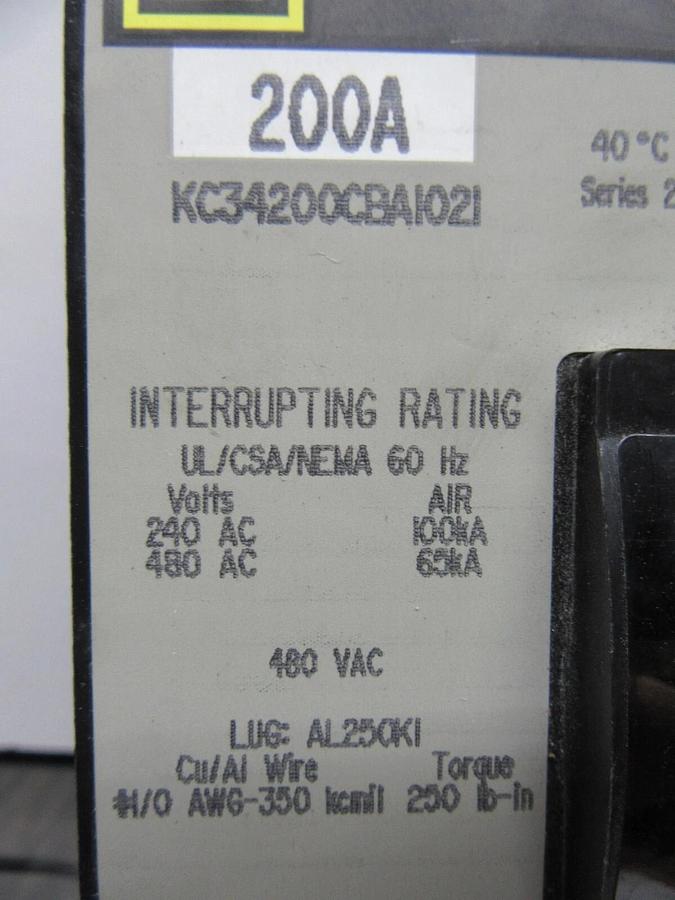 200A
40°C
KC34200CBA1021
Series 2
INTERRUPTING RATING
UL/CSA/NEMA 60 Hz
Volts AIR
240 AC 100kA
480 AC 65kA
480 VAC
LUG: AL250K1
Cu/Al Wire Torque
#1/0 AWG-350 kcmil 250 lb-in